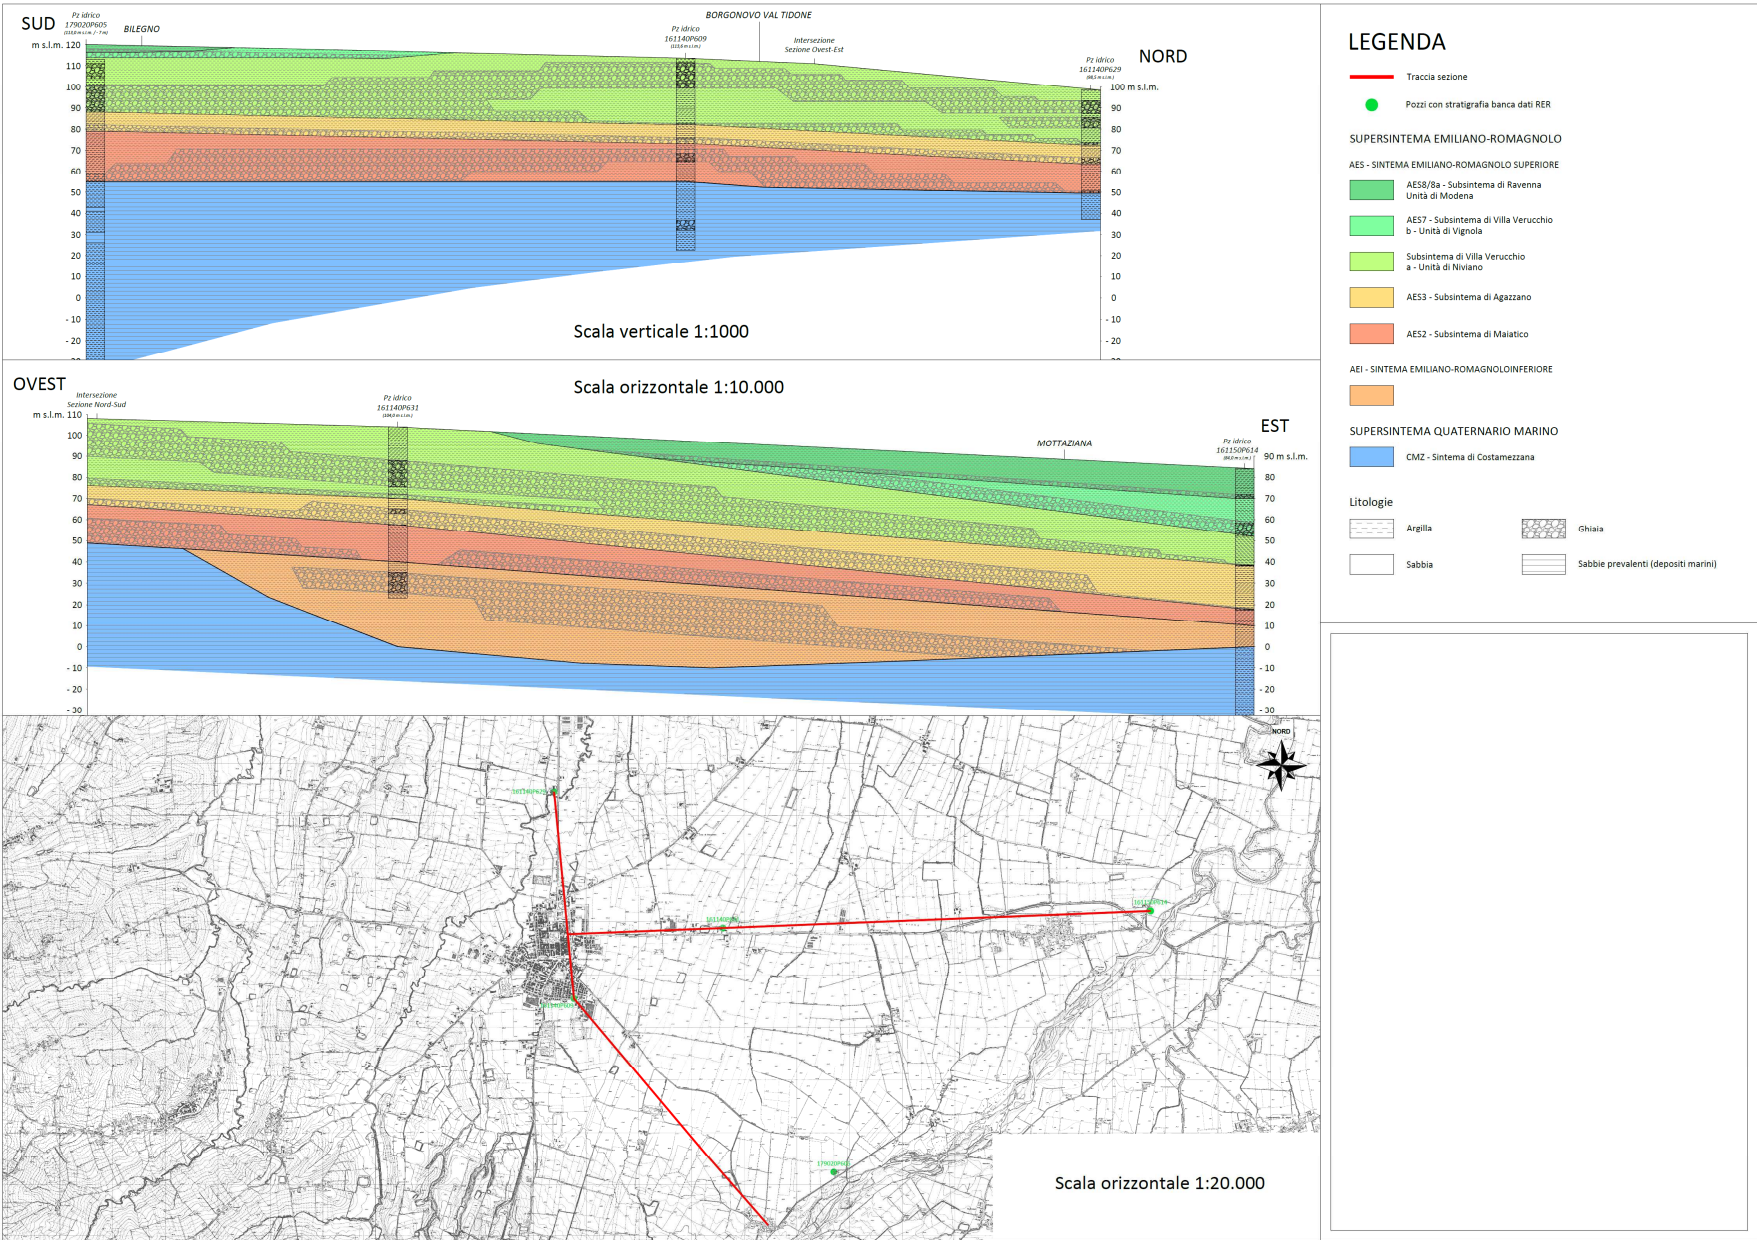 SUD
Pz idrico
179020P605
BILEGNO
Pz idrico
161140P609
(113,6 m s.l.m.)
BORGONOVO VAL TIDONE
Intersezione
Sezione Ovest-Est
NORD
Pz idrico
161140P629
m s.l.m. 120
110
100
90
80
70
60
50
40
30
20
10
0
- 10
- 20
100 m s.l.m.
90
80
70
60
50
40
30
20
10
0
- 10
- 20
Scala verticale 1:1000
OVEST
Scala orizzontale 1:10.000
Intersezione
Sezione Nord-Sud
Pz idrico
161140P631
EST
MOTTAZIANA
Pz idrico
161150P614
m s.l.m. 110
100
90
80
70
60
50
40
30
20
10
0
- 10
- 20
- 30
90 m s.l.m.
80
70
60
50
40
30
20
10
0
- 10
- 20
- 30
NORD
Scala orizzontale 1:20.000
LEGENDA
Traccia sezione
Pozzi con stratigrafia banca dati RER
SUPERSINTEMA EMILIANO-ROMAGNOLO
AES - SINTEMA EMILIANO-ROMAGNOLO SUPERIORE
AES8/8a - Subsintema di Ravenna
Unità di Modena
AES7 - Subsintema di Villa Verucchio
b - Unità di Vignola
Subsintema di Villa Verucchio
a - Unità di Niviano
AES3 - Subsintema di Agazzano
AES2 - Subsintema di Maiatico
AEI - SINTEMA EMILIANO-ROMAGNOLOINFERIORE
SUPERSINTEMA QUATERNARIO MARINO
CMZ - Sintema di Costamezzana
Litologie
Argilla
Ghiaia
Sabbia
Sabbie prevalenti (depositi marini)